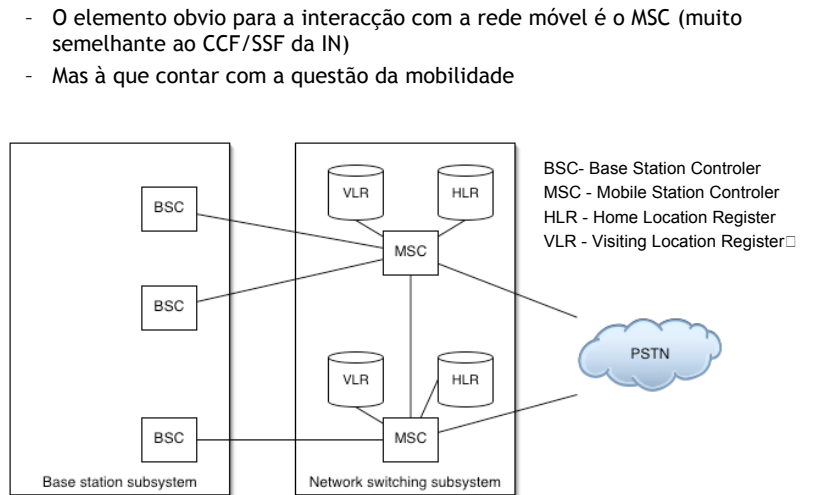 – O elemento obvio para a interacção com a rede móvel é o MSC (muito
semelhante ao CCF/SSF da IN)
– Mas à que contar com a questão da mobilidade
BSC- Base Station Controler
MSC - Mobile Station Controler
HLR - Home Location Register
VLR - Visiting Location Register□
VLR
HLR
BSC
MSC
BSC
PSTN
VLR
HLR
BSC
MSC
Base station subsystem
Network switching subsystem